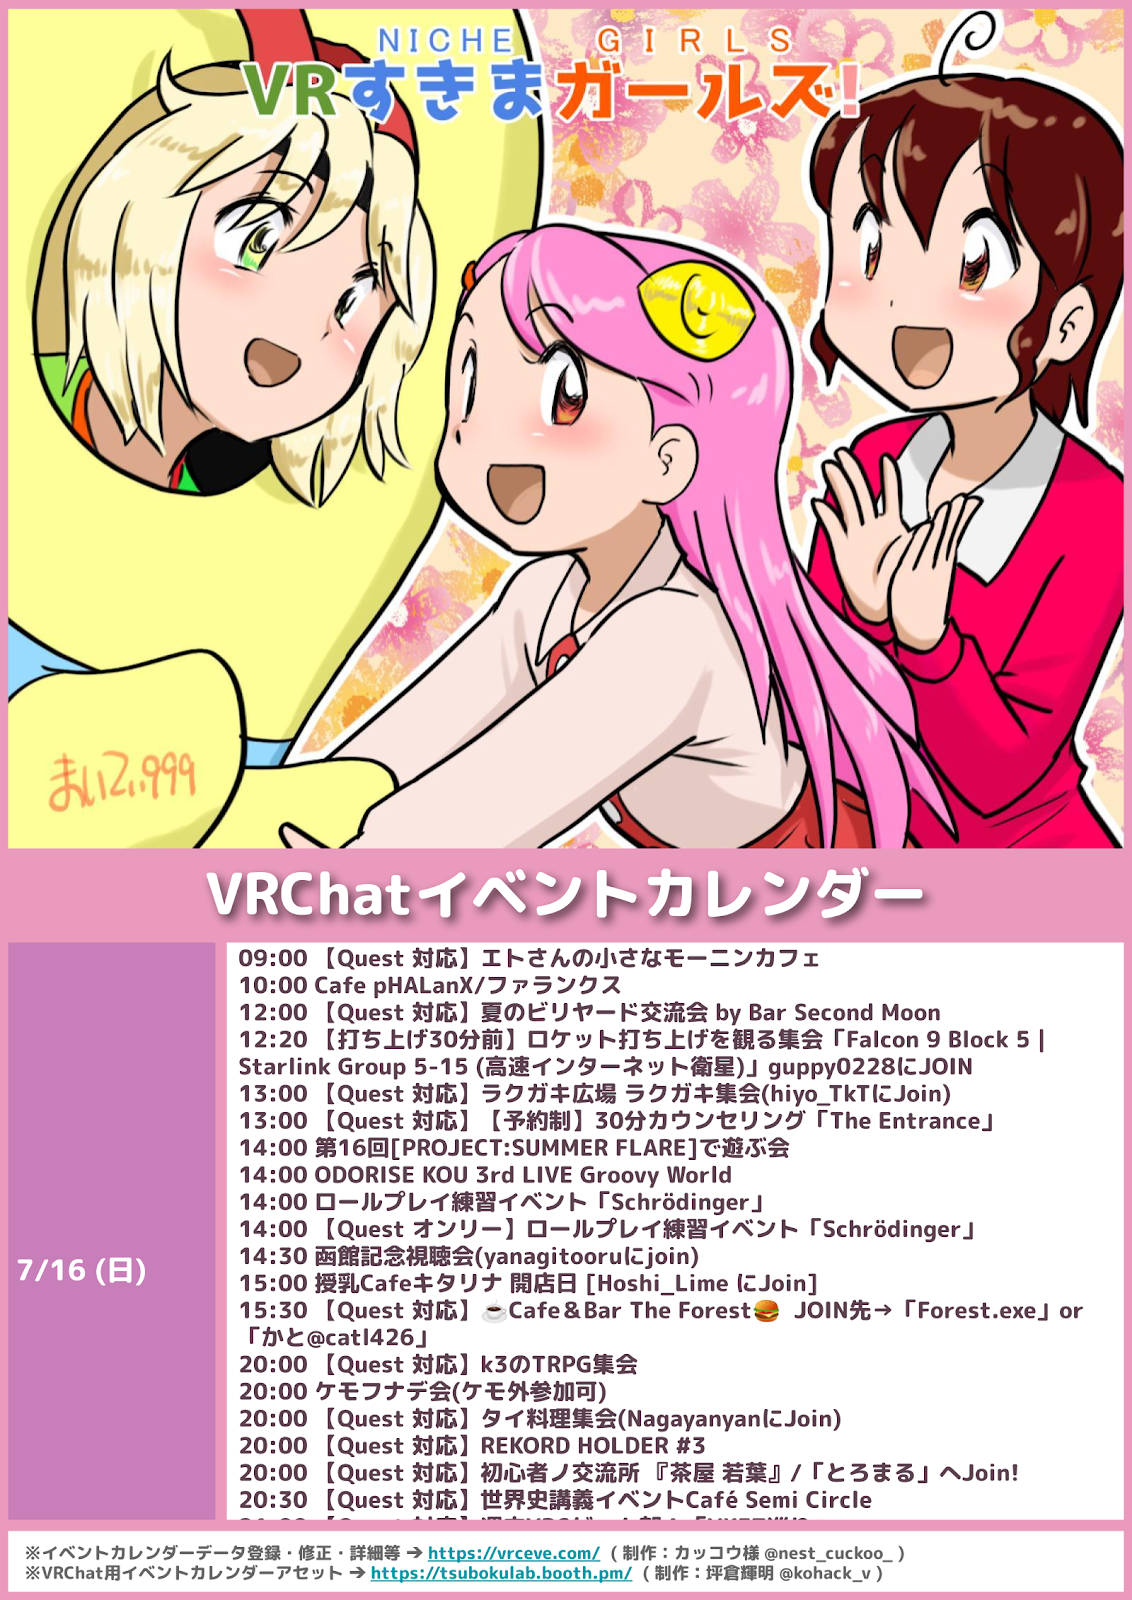 NICHE GIRLS
VRすきまガールズ!
まいてぃ999
VRChatイベントカレンダー
7/16 (日)
09:00 【Quest 対応】エトさんの小さなモーニンカフェ
10:00 Cafe pHALanX/ファランクス
12:00 【Quest 対応】夏のビリヤード交流会 by Bar Second Moon
12:20 【打ち上げ30分前】ロケット打ち上げを観る集会「Falcon 9 Block 5 |
Starlink Group 5-15 (高速インターネット衛星)」guppy0228にJOIN
13:00 【Quest 対応】ラクガキ広場 ラクガキ集会(hiyo_TkTにJoin)
13:00 【Quest 対応】【予約制】30分カウンセリング「The Entrance」
14:00 第16回[PROJECT:SUMMER FLARE]で遊ぶ会
14:00 ODORISE KOU 3rd LIVE Groovy World
14:00 ロールプレイ練習イベント「Schrödinger」
14:00 【Quest オンリー】ロールプレイ練習イベント「Schrödinger」
14:30 函館記念視聴会(yanagitooruにjoin)
15:00 授乳Cafeキタリナ 開店日 [Hoshi_Lime にJoin]
15:30 【Quest 対応】☕Cafe＆Bar The Forest🍔 JOIN先→「Forest.exe」or
「かと@catl426」
20:00 【Quest 対応】k3のTRPG集会
20:00 ケモフナデ会(ケモ外参加可)
20:00 【Quest 対応】タイ料理集会(NagayanyanにJoin)
20:00 【Quest 対応】REKORD HOLDER #3
20:00 【Quest 対応】初心者ノ交流所 『茶屋 若葉』/「とろまる」へJoin!
20:30 【Quest 対応】世界史講義イベントCafé Semi Circle
※イベントカレンダーデータ登録・修正・詳細等 ➔ https://vrceve.com/ ( 制作：カッコウ様 @nest_cuckoo_ )
※VRChat用イベントカレンダーアセット ➔ https://tsubokulab.booth.pm/ ( 制作：坪倉輝明 @kohack_v )